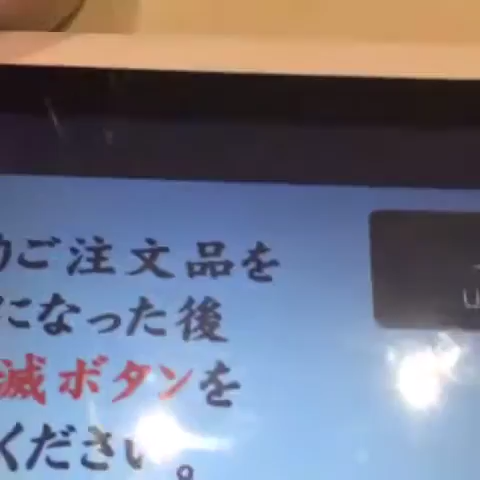 ご注文品を
になった後
滅ボタンを
ください。